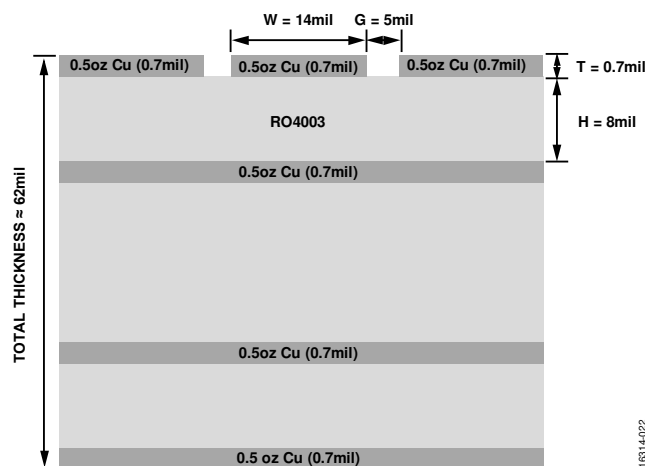 W = 14mil
G = 5mil
0.5oz Cu (0.7mil)
0.5oz Cu (0.7mil)
0.5oz Cu (0.7mil)
T = 0.7mil
RO4003
H = 8mil
0.5oz Cu (0.7mil)
TOTAL THICKNESS ≈ 62mil
0.5oz Cu (0.7mil)
0.5 oz Cu (0.7mil)
16314-022